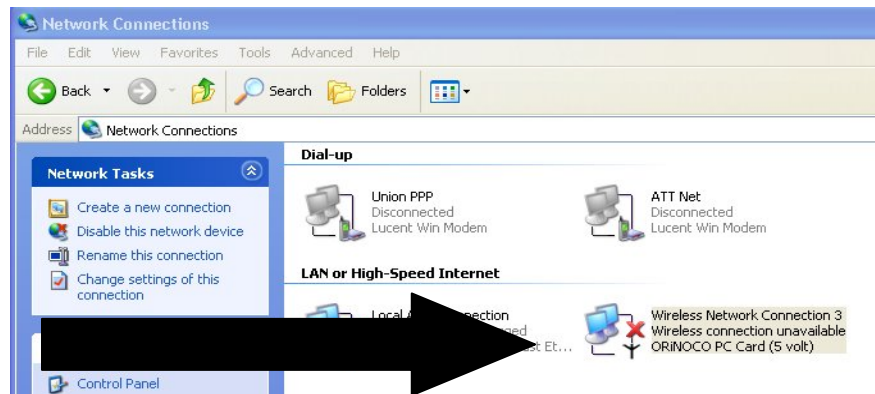 Network Connections
File Edit View Favorites Tools Advanced Help
Back Search Folders
Address Network Connections
Network Tasks
Create a new connection
Disable this network device
Rename this connection
Change settings of this
connection
Control Panel
Dial-up
Union PPP
Disconnected
Lucent Win Modem
ATT Net
Disconnected
Lucent Win Modem
LAN or High-Speed Internet
Local
Et...
Wireless Network Connection 3
Wireless connection unavailable
ORiNOCO PC Card (5 volt)